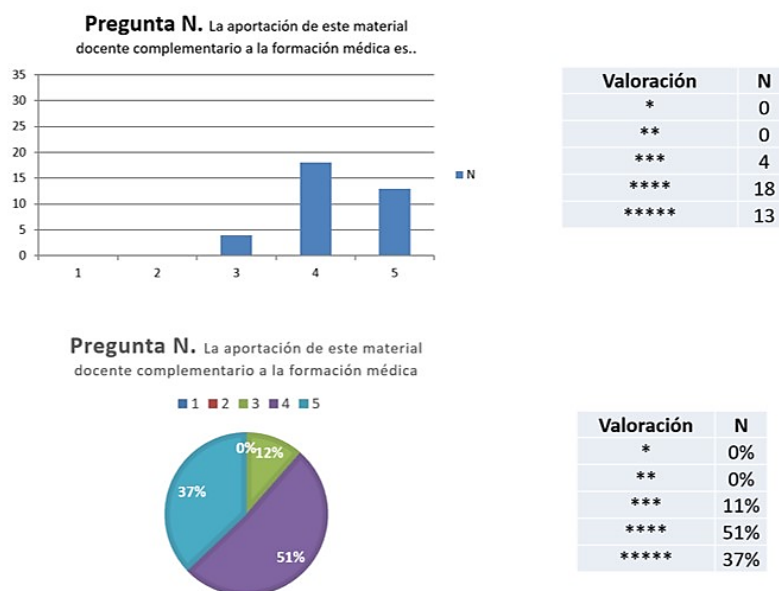 Pregunta N. La aportación de este material
docente complementario a la formación médica es..
35
30
25
20
15
10
5
0
1 2 3 4 5
N
Valoración N
* 0
** 0
*** 4
**** 18
***** 13
Pregunta N. La aportación de este material
docente complementario a la formación médica
1 2 3 4 5
0% 12%
37%
51%
Valoración N
* 0%
** 0%
*** 11%
**** 51%
***** 37%